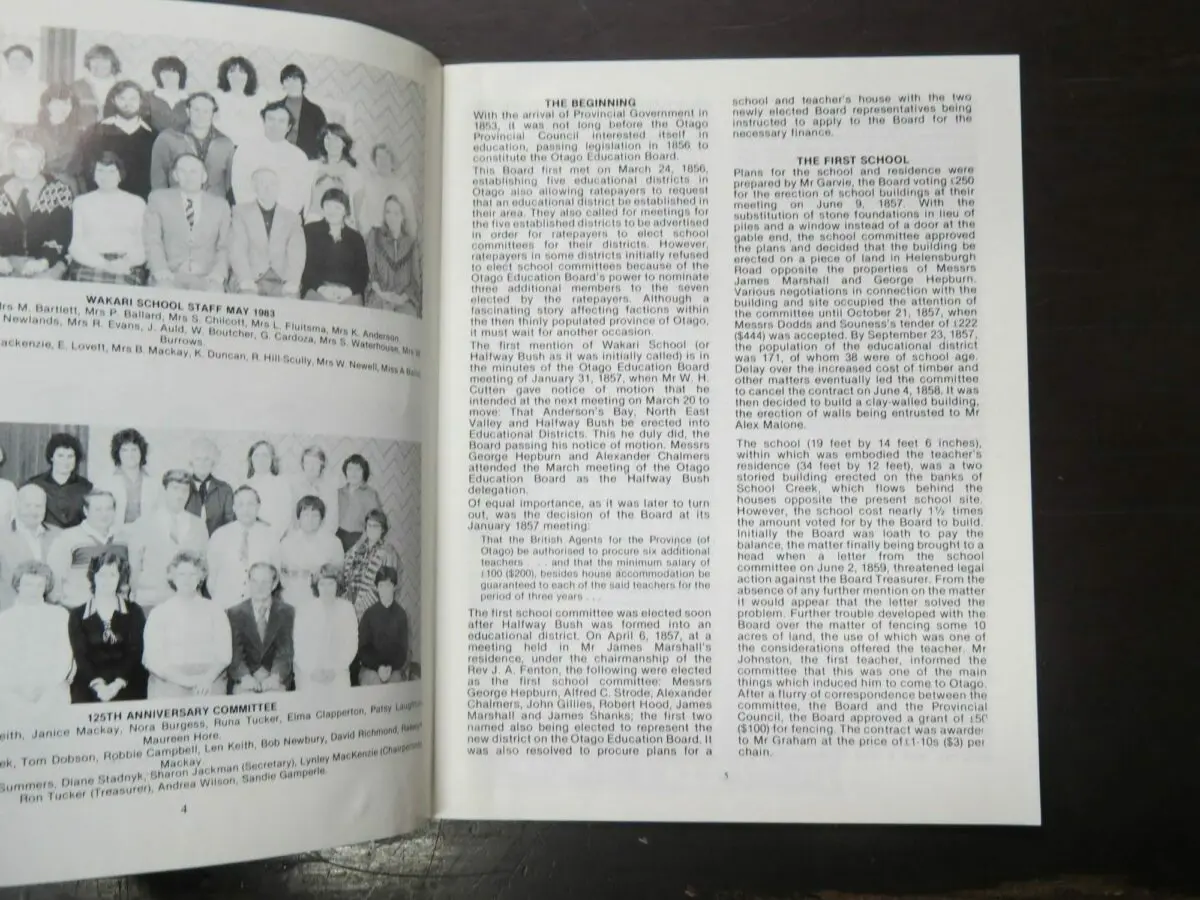 WAKARI SCHOOL STAFF MAY 1983
Mrs M. Bartlett, Mrs P. Ballard, Mrs S. Chilcott, Mrs L. Fluitsma, Mrs K. Anderson.
Newlands, Mrs R. Evans, J. Auld, W. Boutcher, G. Cardoza, Mrs S. Waterhouse, Mrs
Burrows.
ackenzie, E. Lovett, Mrs B. Mackay, K. Duncan, R. Hill-Scully, Mrs W. Newell, Miss A
125TH ANNIVERSARY COMMITTEE
eith, Janice Mackay, Nora Burgess, Runa Tucker, Elma Clapperton, Patsy
Maureen Hore.
ek, Tom Dobson, Robbie Campbell, Len Keith, Bob Newbury, David Richmond,
Mackay
Summers, Diane Stadnyk, Sharon Jackman (Secretary), Lynley MacKenzie (Chairperson)
Ron Tucker (Treasurer), Andrea Wilson, Sandie Gamperle.
4
THE BEGINNING
With the arrival of Provincial Government in
1853, it was not long before the Otago
Provincial Council interested itself in
education, passing legislation in 1856 to
constitute the Otago Education Board.
This Board first met on March 24, 1856,
establishing five educational districts in
Otago also allowing ratepayers to request
that an educational district be established in
their area. They also called for meetings for
the five established districts to be advertised
in order for ratepayers to elect school
committees for their districts. However,
ratepayers in some districts initially refused
to elect school committees because of the
Otago Education Board's power to nominate
three additional members to the seven
elected by the ratepayers. Although a
fascinating story affecting factions within
the then thinly populated province of Otago,
it must wait for another occasion.
The first mention of Wakari School (or
Halfway Bush as it was initially called) is in
the minutes of the Otago Education Board
meeting of January 31, 1857, when Mr W. H.
Cutten gave notice of motion that he
intended at the next meeting on March 20 to
move: That Anderson's Bay, North East
Valley and Halfway Bush be erected into
Educational Districts. This he duly did, the
Board passing his notice of motion. Messrs
George Hepburn and Alexander Chalmers
attended the March meeting of the Otago
Education Board as the Halfway Bush
delegation.
Of equal importance, as it was later to turn
out, was the decision of the Board at its
January 1857 meeting:
That the British Agents for the Province (of
Otago) be authorised to procure six additional
teachers . . . and that the minimum salary of
£100 ($200), besides house accommodation be
guaranteed to each of the said teachers for the
period of three years . . .
The first school committee was elected soon
after Halfway Bush was formed into an
educational district. On April 6, 1857, at a
meeting held in Mr James Marshall's
residence, under the chairmanship of the
Rev J. A. Fenton, the following were elected
as the first school committee: Messrs
George Hepburn, Alfred C. Strode, Alexander
Chalmers, John Gillies, Robert Hood, James
Marshall and James Shanks; the first two
named also being elected to represent the
new district on the Otago Education Board. It
was also resolved to procure plans for a
school and teacher's house with the two
newly elected Board representatives being
instructed to apply to the Board for the
necessary finance.
THE FIRST SCHOOL
Plans for the school and residence were
prepared by Mr Garvie, the Board voting £250
for the erection of school buildings at their
meeting on June 9, 1857. With the
substitution of stone foundations in lieu of
piles and a window instead of a door at the
gable end, the school committee approved
the plans and decided that the building be
erected on a piece of land in Helensburgh
Road opposite the properties of Messrs
James Marshall and George Hepburn.
Various negotiations in connection with the
building and site occupied the attention of
the committee until October 21, 1857, when
Messrs Dodds and Souness's tender of £222
($444) was accepted. By September 23, 1857,
the population of the educational district
was 171, of whom 38 were of school age.
Delay over the increased cost of timber and
other matters eventually led the committee
to cancel the contract on June 4, 1858. It was
then decided to build a clay-walled building,
the erection of walls being entrusted to Mr
Alex Malone.
The school (19 feet by 14 feet 6 inches),
within which was embodied the teacher's
residence (34 feet by 12 feet), was a two
storied building erected on the banks of
School Creek, which flows behind the
houses opposite the present school site.
However, the school cost nearly 1½ times
the amount voted for by the Board to build.
Initially the Board was loath to pay the
balance, the matter finally being brought to a
head when a letter from the school
committee on June 2, 1859, threatened legal
action against the Board Treasurer. From the
absence of any further mention on the matter
it would appear that the letter solved the
problem. Further trouble developed with the
Board over the matter of fencing some 10
acres of land, the use of which was one of
the considerations offered the teacher. Mr
Johnston, the first teacher, informed the
committee that this was one of the main
things which induced him to come to Otago.
After a flurry of correspondence between the
committee, the Board and the Provincial
Council, the Board approved a grant of £50
($100) for fencing. The contract was awarde
to Mr Graham at the price of £1-10s ($3) per
chain.
5